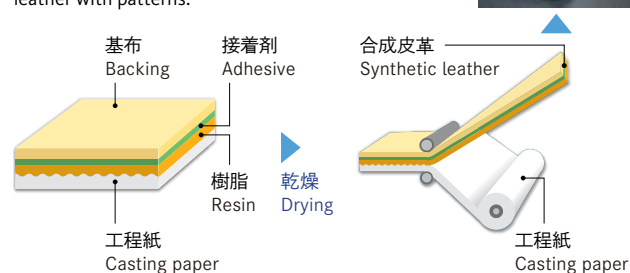 leather with patterns.
基布
Backing
接着剤
Adhesive
樹脂
Resin
工程紙
Casting paper
乾燥
Drying
合成皮革
Synthetic leather
工程紙
Casting paper